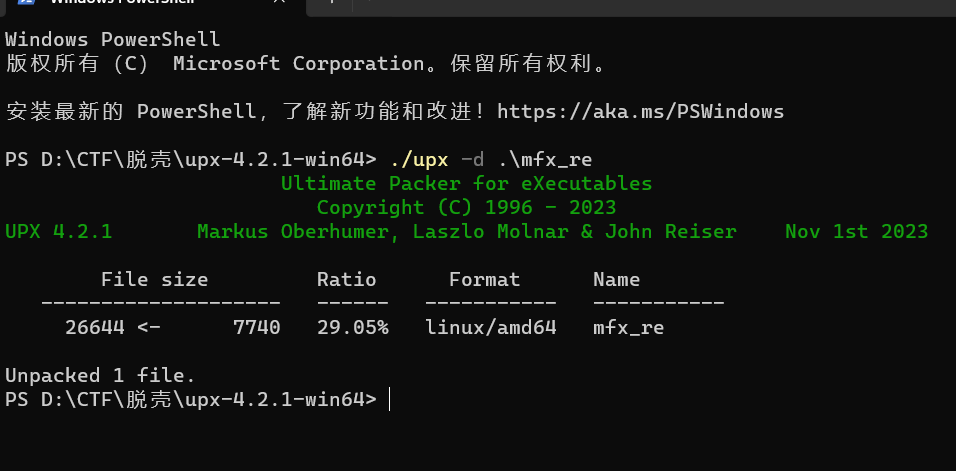 Windows PowerShell
Windows PowerShell
版权所有 (C) Microsoft Corporation。保留所有权利。
安装最新的 PowerShell，了解新功能和改进！https://aka.ms/PSWindows
PS D:\CTF\脱壳\upx-4.2.1-win64> ./upx -d .\mfx_re
Ultimate Packer for eXecutables
Copyright (C) 1996 - 2023
UPX 4.2.1 Markus Oberhumer, Laszlo Molnar & John Reiser Nov 1st 2023
File size Ratio Format Name
-------------------- ------ ----------- -----------
26644 <- 7740 29.05% linux/amd64 mfx_re
Unpacked 1 file.
PS D:\CTF\脱壳\upx-4.2.1-win64>